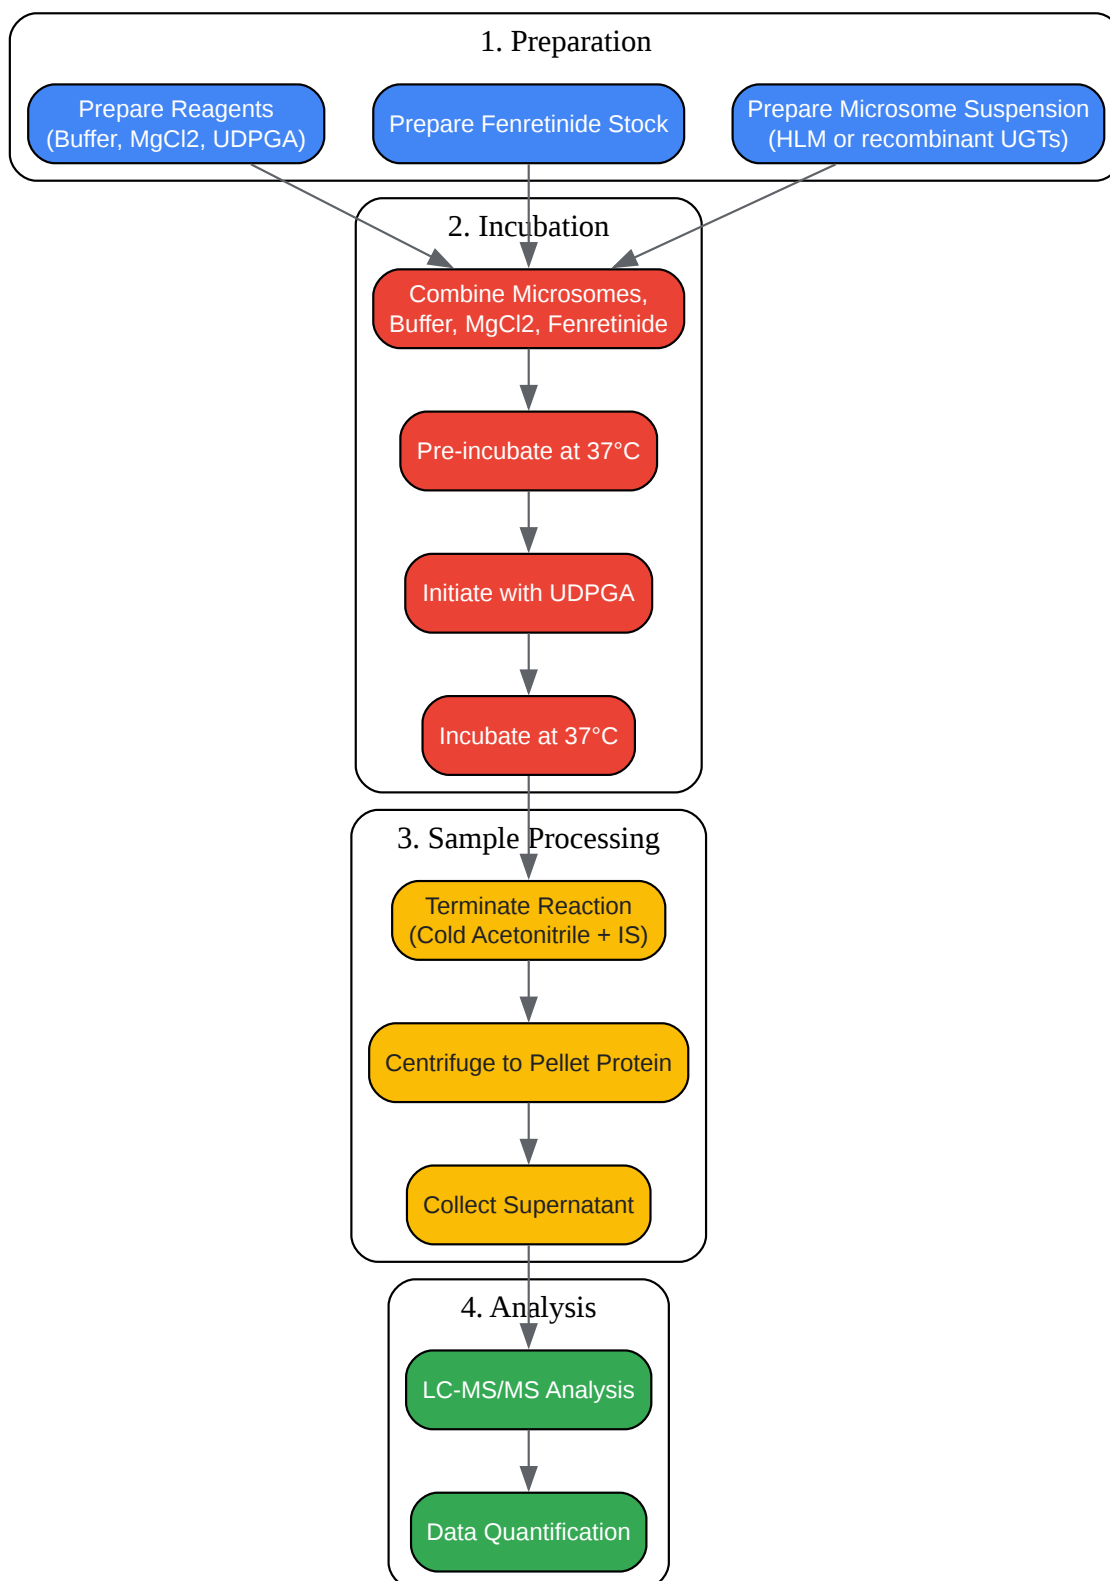 1. Preparation
Prepare Reagents
(Buffer, MgCl2, UDPGA)
Prepare Fenretinide Stock
Prepare Microsome Suspension
(HLM or recombinant UGTs)
2. Incubation
Combine Microsomes,
Buffer, MgCl2, Fenretinide
Pre-incubate at 37°C
Initiate with UDPGA
Incubate at 37°C
3. Sample Processing
Terminate Reaction
(Cold Acetonitrile + IS)
Centrifuge to Pellet Protein
Collect Supernatant
4. Analysis
LC-MS/MS Analysis
Data Quantification